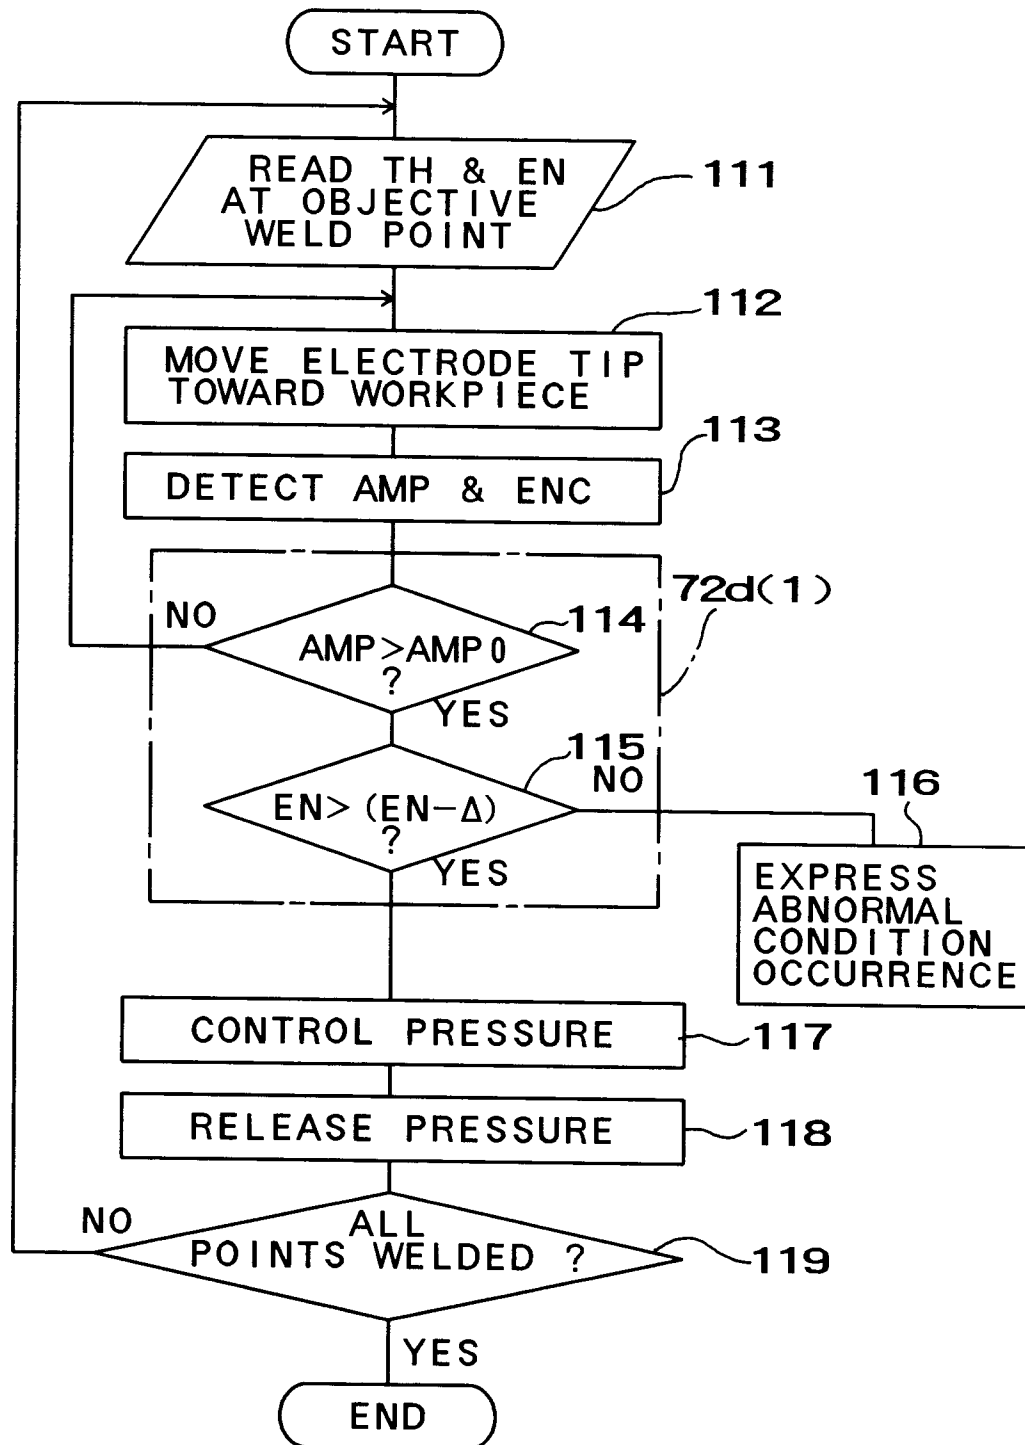 START
READ TH & EN
AT OBJECTIVE
WELD POINT
111
112
MOVE ELECTRODE TIP
TOWARD WORKPIECE
113
DETECT AMP & ENC
72d(1)
NO
114
AMP>AMP0
?
YES
115
NO
EN> (EN-Δ)
?
YES
116
EXPRESS
ABNORMAL
CONDITION
OCCURRENCE
CONTROL PRESSURE
117
RELEASE PRESSURE
118
NO
ALL
POINTS WELDED ?
119
YES
END